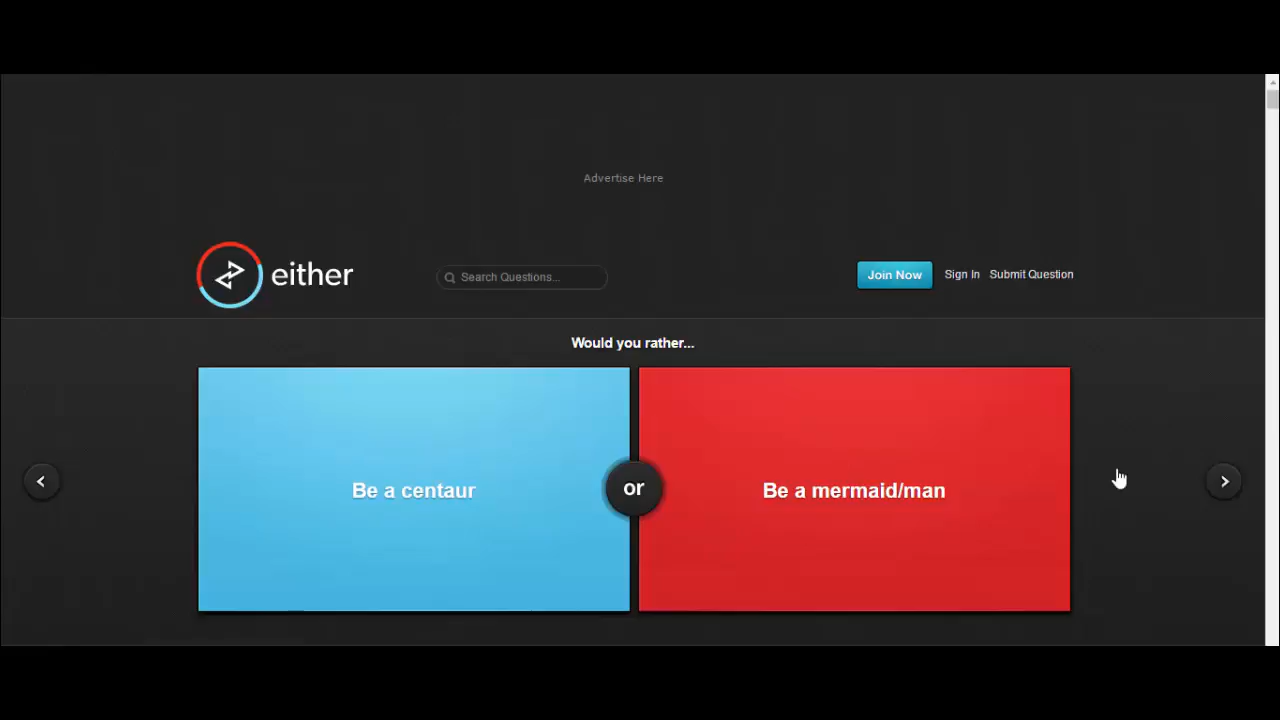 Advertise Here
either
Search Questions...
Join Now
Sign In
Submit Question
Would you rather...
Be a centaur
or
Be a mermaid/man